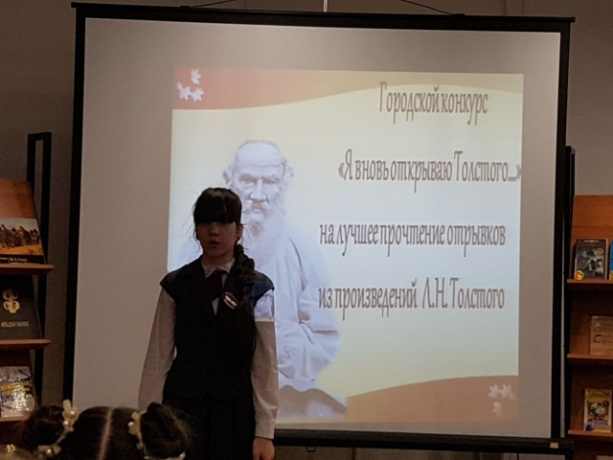 Городской конкурс
«Я вновь открываю Толстого...»
на лучшее прочтение отрывков
из произведений Л.Н. Толстого